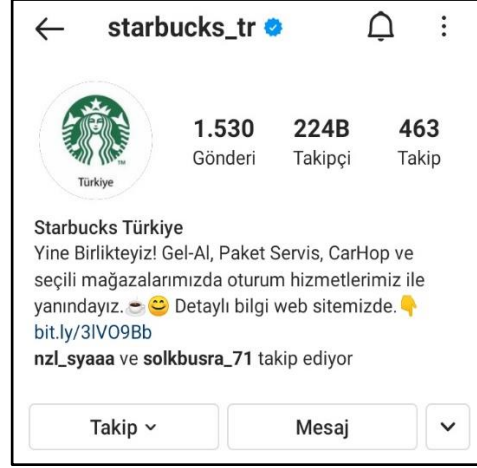 starbucks_tr
1.530 224B 463
Gönderi Takipçi Takip
Türkiye
Starbucks Türkiye
Yine Birlikteyiz! Gel-Al, Paket Servis, CarHop ve
seçili mağazalarımızda oturum hizmetlerimiz ile
yanındayız.☕😊 Detaylı bilgi web sitemizde.👇
bit.ly/3lVO9Bb
nzl_syaaa ve solkbusra_71 takip ediyor
Takip Mesaj